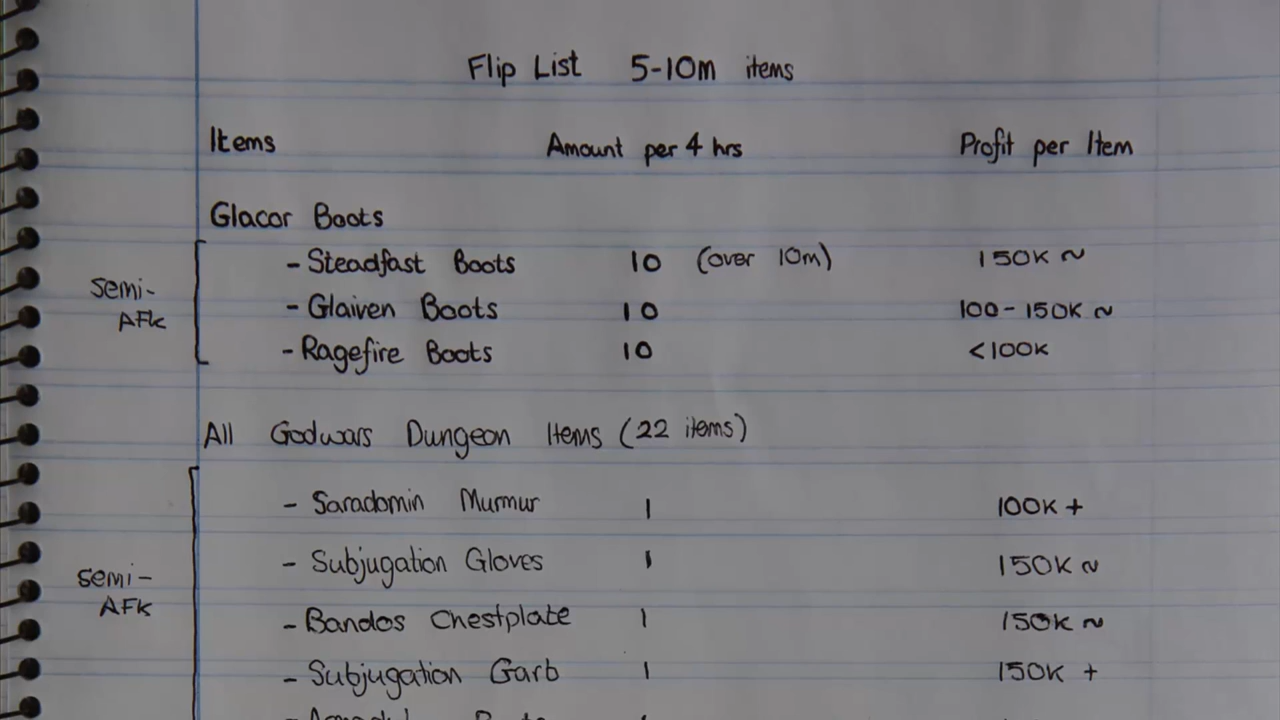 Flip List 5-10m items
Items Amount per 4 hrs Profit per Item
Glacor Boots
semi-
AFK
- Steadfast Boots 10 (over 10m) 150K ~
- Glaiven Boots 10 100-150K ~
- Ragefire Boots 10 <100K
All Godwars Dungeon Items (22 items)
semi-
AFK
- Saradomin Murmur 1 100K +
- Subjugation Gloves 1 150K ~
- Bandos Chestplate 1 150K ~
- Subjugation Garb 1 150K +